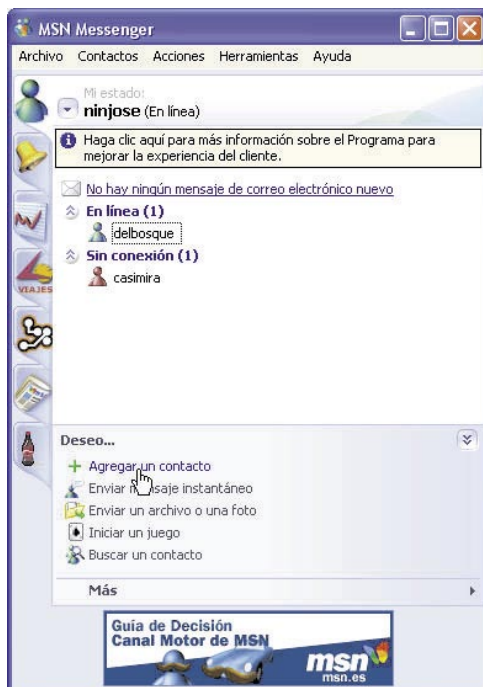 MSN Messenger
Archivo Contactos Acciones Herramientas Ayuda
Mi estado:
ninjose (En línea)
Haga clic aquí para más información sobre el Programa para
mejorar la experiencia del cliente.
No hay ningún mensaje de correo electrónico nuevo
En línea (1)
delbosque
Sin conexión (1)
casimira
VIAJES
Deseo...
Agregar un contacto
Enviar mensaje instantáneo
Enviar un archivo o una foto
Iniciar un juego
Buscar un contacto
Más
Guía de Decisión
Canal Motor de MSN
msn
msn.es